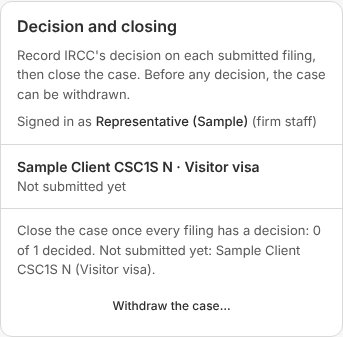 Decision and closing
Record IRCC's decision on each submitted filing,
then close the case. Before any decision, the case
can be withdrawn.
Signed in as Representative (Sample) (firm staff)
Sample Client CSC1S N · Visitor visa
Not submitted yet
Close the case once every filing has a decision: 0
of 1 decided. Not submitted yet: Sample Client
CSC1S N (Visitor visa).
Withdraw the case...